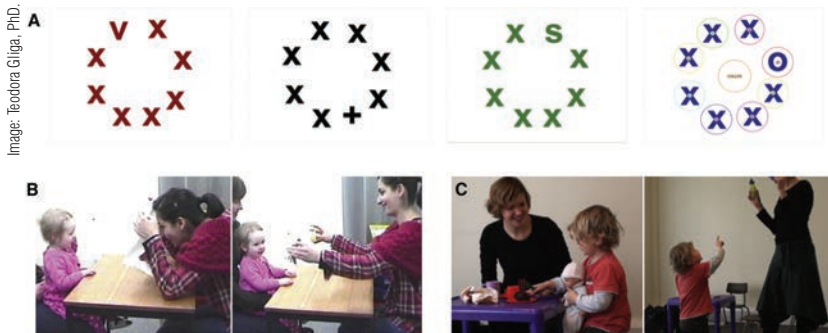 Image: Teodora Gliga, PhD.
A
V X
X X
X X
X X
X X
X X
X X
X +
X S
X X
X X
X X
X X
X O
X X
X X
B
C